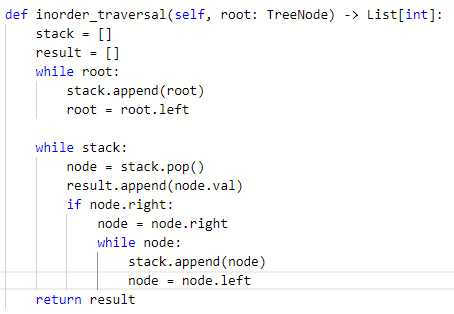 def inorder_traversal(self, root: TreeNode) -> List[int]:
    stack = []
    result = []
    while root:
        stack.append(root)
        root = root.left

    while stack:
        node = stack.pop()
        result.append(node.val)
        if node.right:
            node = node.right
            while node:
                stack.append(node)
                node = node.left
    return result